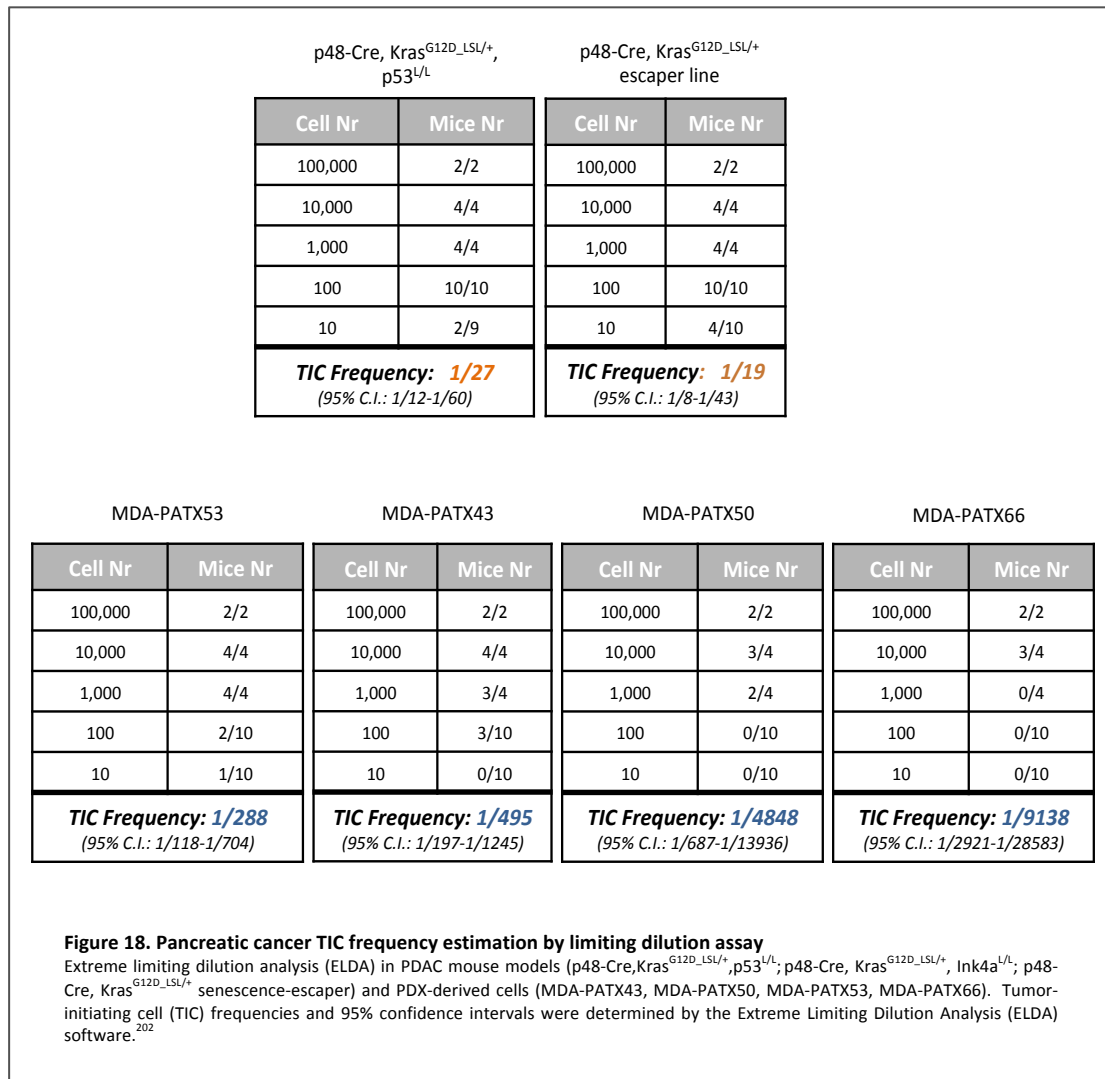 p48-Cre, Kras^G12D_LSL/+,
p53^L/L
Cell Nr Mice Nr
100,000 2/2
10,000 4/4
1,000 4/4
100 10/10
10 2/9
TIC Frequency: 1/27
(95% C.I.: 1/12-1/60)
p48-Cre, Kras^G12D_LSL/+
escaper line
Cell Nr Mice Nr
100,000 2/2
10,000 4/4
1,000 4/4
100 10/10
10 4/10
TIC Frequency: 1/19
(95% C.I.: 1/8-1/43)
MDA-PATX53
Cell Nr Mice Nr
100,000 2/2
10,000 4/4
1,000 4/4
100 2/10
10 1/10
TIC Frequency: 1/288
(95% C.I.: 1/118-1/704)
MDA-PATX43
Cell Nr Mice Nr
100,000 2/2
10,000 4/4
1,000 3/4
100 3/10
10 0/10
TIC Frequency: 1/495
(95% C.I.: 1/197-1/1245)
MDA-PATX50
Cell Nr Mice Nr
100,000 2/2
10,000 3/4
1,000 2/4
100 0/10
10 0/10
TIC Frequency: 1/4848
(95% C.I.: 1/687-1/13936)
MDA-PATX66
Cell Nr Mice Nr
100,000 2/2
10,000 3/4
1,000 0/4
100 0/10
10 0/10
TIC Frequency: 1/9138
(95% C.I.: 1/2921-1/28583)
Figure 18. Pancreatic cancer TIC frequency estimation by limiting dilution assay
Extreme limiting dilution analysis (ELDA) in PDAC mouse models (p48-Cre,Kras^G12D_LSL/+,p53^L/L; p48-Cre, Kras^G12D_LSL/+, Ink4a^L/L; p48-
Cre, Kras^G12D_LSL/+ senescence-escaper) and PDX-derived cells (MDA-PATX43, MDA-PATX50, MDA-PATX53, MDA-PATX66). Tumor-
initiating cell (TIC) frequencies and 95% confidence intervals were determined by the Extreme Limiting Dilution Analysis (ELDA)
software.^202